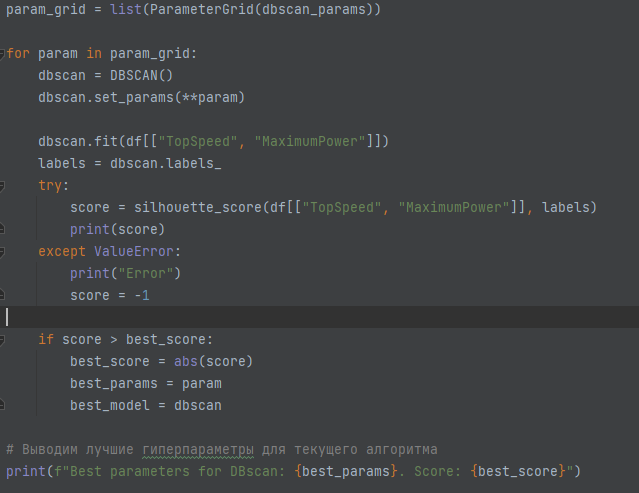 param_grid = list(ParameterGrid(dbscan_params))
for param in param_grid:
    dbscan = DBSCAN()
    dbscan.set_params(**param)
    dbscan.fit(df[["TopSpeed", "MaximumPower"]])
    labels = dbscan.labels_
    try:
        score = silhouette_score(df[["TopSpeed", "MaximumPower"]], labels)
        print(score)
    except ValueError:
        print("Error")
        score = -1
    if score > best_score:
        best_score = abs(score)
        best_params = param
        best_model = dbscan
# Выводим лучшие гиперпараметры для текущего алгоритма
print(f"Best parameters for DBscan: {best_params}. Score: {best_score}")